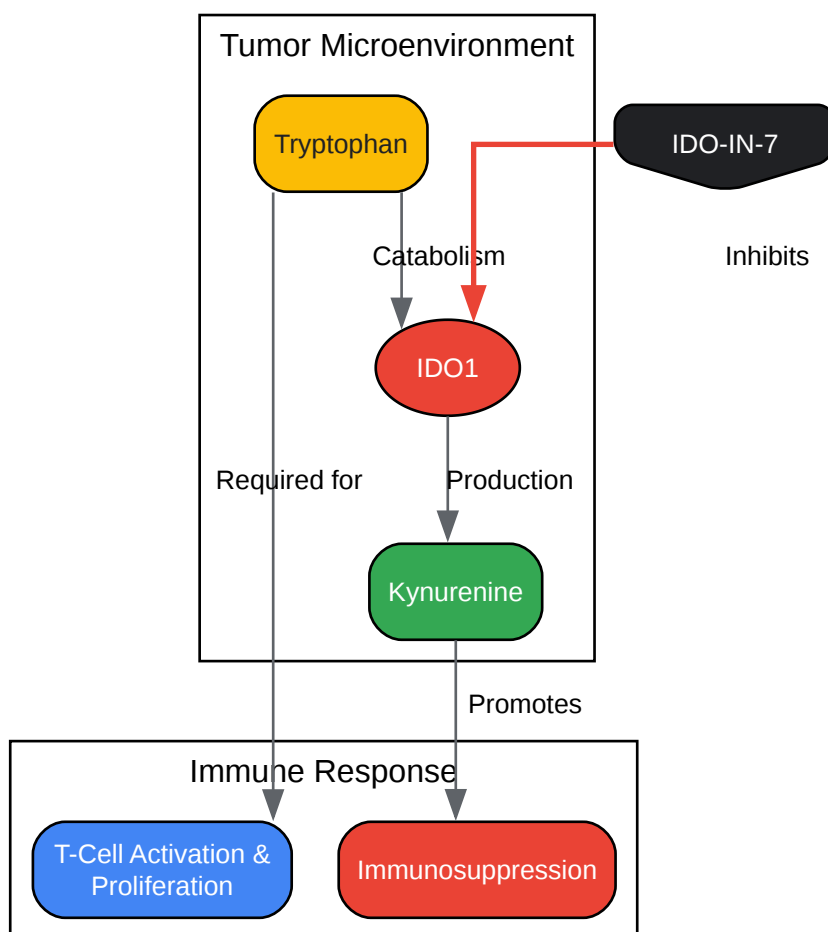 Tumor Microenvironment
Tryptophan
IDO-IN-7
Catabolism
Inhibits
IDO1
Required for
Production
Kynurenine
Promotes
Immune Response
T-Cell Activation &
Proliferation
Immunosuppression